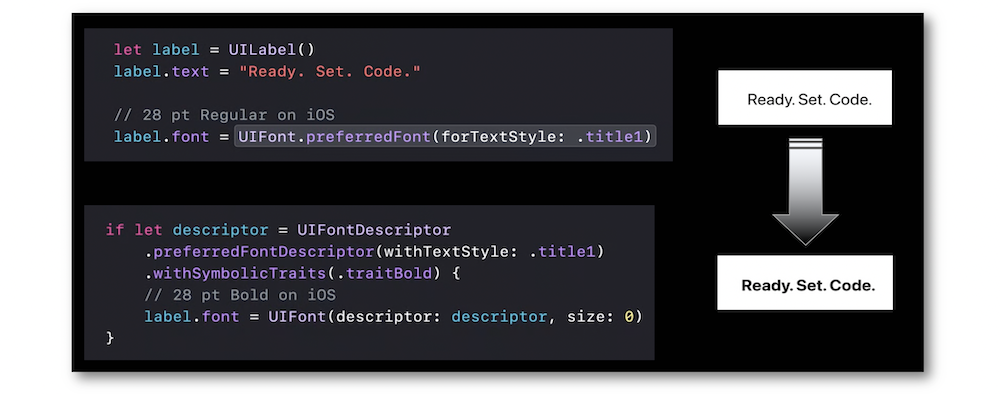 let label = UILabel()
label.text = "Ready. Set. Code."
// 28 pt Regular on iOS
label.font = UIFont.preferredFont(forTextStyle: .title1)
if let descriptor = UIFontDescriptor
.preferredFontDescriptor(withTextStyle: .title1)
.withSymbolicTraits(.traitBold) {
// 28 pt Bold on iOS
label.font = UIFont(descriptor: descriptor, size: 0)
}
Ready. Set. Code.
Ready. Set. Code.